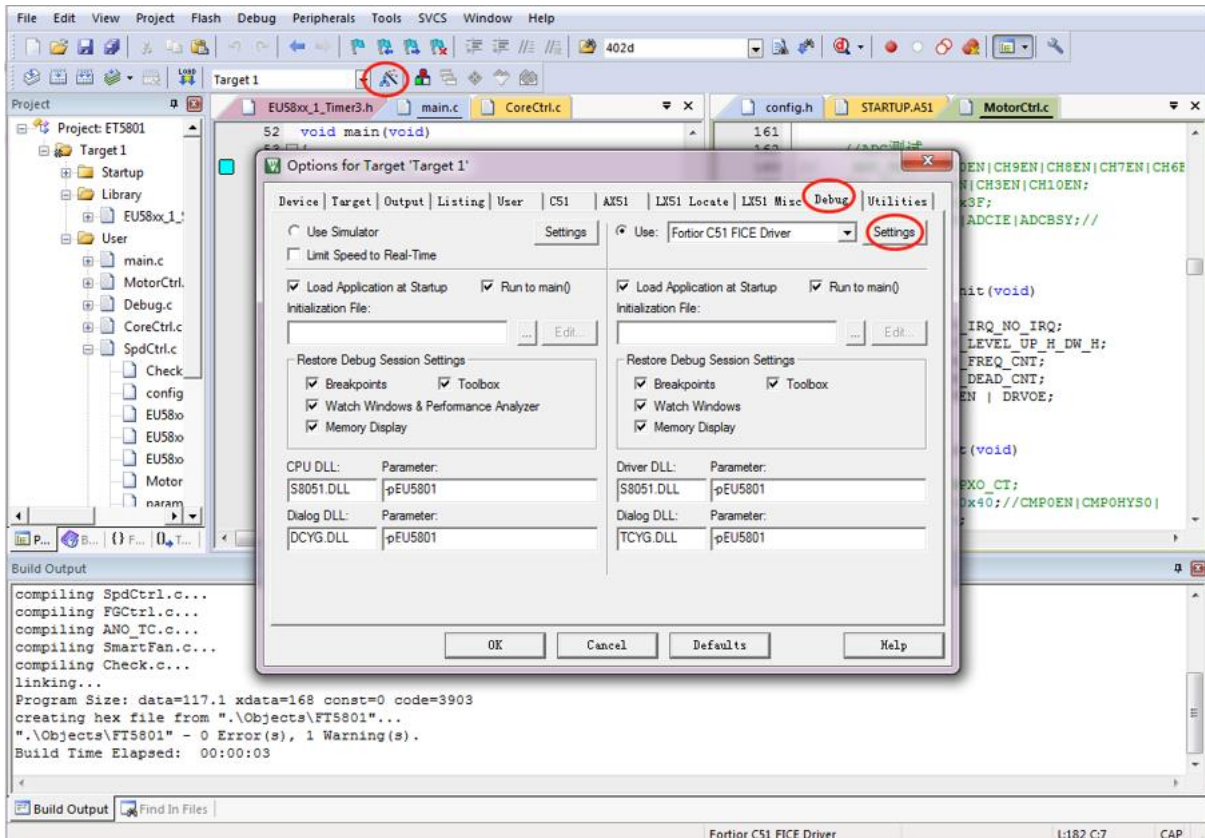 File Edit View Project Flash Debug Peripherals Tools SVCS Window Help
402d
LOAD Target 1
Project
EU58xx_1_Timer3.h main.c CoreCtrl.c
config.h STARTUP.A51 MotorCtrl.c
Project: ET5801
Target 1
Startup
Library
EU58xx_1_
User
main.c
MotorCtrl.
Debug.c
CoreCtrl.c
SpdCtrl.c
Check
config
EU58xx
EU58xx
EU58xx
Motor
param
52 void main(void)
161
DEN|CH9EN|CH8EN|CH7EN|CH6E
N|CH3EN|CH10EN;
x3F;
|ADCIE|ADCBSY;//
nit(void)
_IRQ_NO_IRQ;
_LEVEL_UP_H_DW_H;
_FREQ_CNT;
_DEAD_CNT;
EN | DRVOE;
t(void)
PXO_CT;
0x40;//CMP0EN|CMP0HYS0|
Options for Target 'Target 1'
Device Target Output Listing User C51 AX51 LX51 Locate LX51 Misc Debug Utilities
Use Simulator Settings
Limit Speed to Real-Time
Use: Fortior C51 FICE Driver Settings
Load Application at Startup Run to main()
Initialization File:
Edit...
Restore Debug Session Settings
Breakpoints Toolbox
Watch Windows & Performance Analyzer
Memory Display
CPU DLL: Parameter:
S8051.DLL -pEU5801
Dialog DLL: Parameter:
DCYG.DLL -pEU5801
Load Application at Startup Run to main()
Initialization File:
Edit...
Restore Debug Session Settings
Breakpoints Toolbox
Watch Windows
Memory Display
Driver DLL: Parameter:
S8051.DLL -pEU5801
Dialog DLL: Parameter:
TCYG.DLL -pEU5801
OK Cancel Defaults Help
P... B... {} F... 0 T...
Build Output
compiling SpdCtrl.c...
compiling FGCtrl.c...
compiling ANO_TC.c...
compiling SmartFan.c...
compiling Check.c...
linking...
Program Size: data=117.1 xdata=168 const=0 code=3903
creating hex file from ".\Objects\FT5801"...
".\Objects\FT5801" - 0 Error(s), 1 Warning(s).
Build Time Elapsed: 00:00:03
Build Output Find In Files
Fortior C51 FICE Driver L:182 C:7 CAP